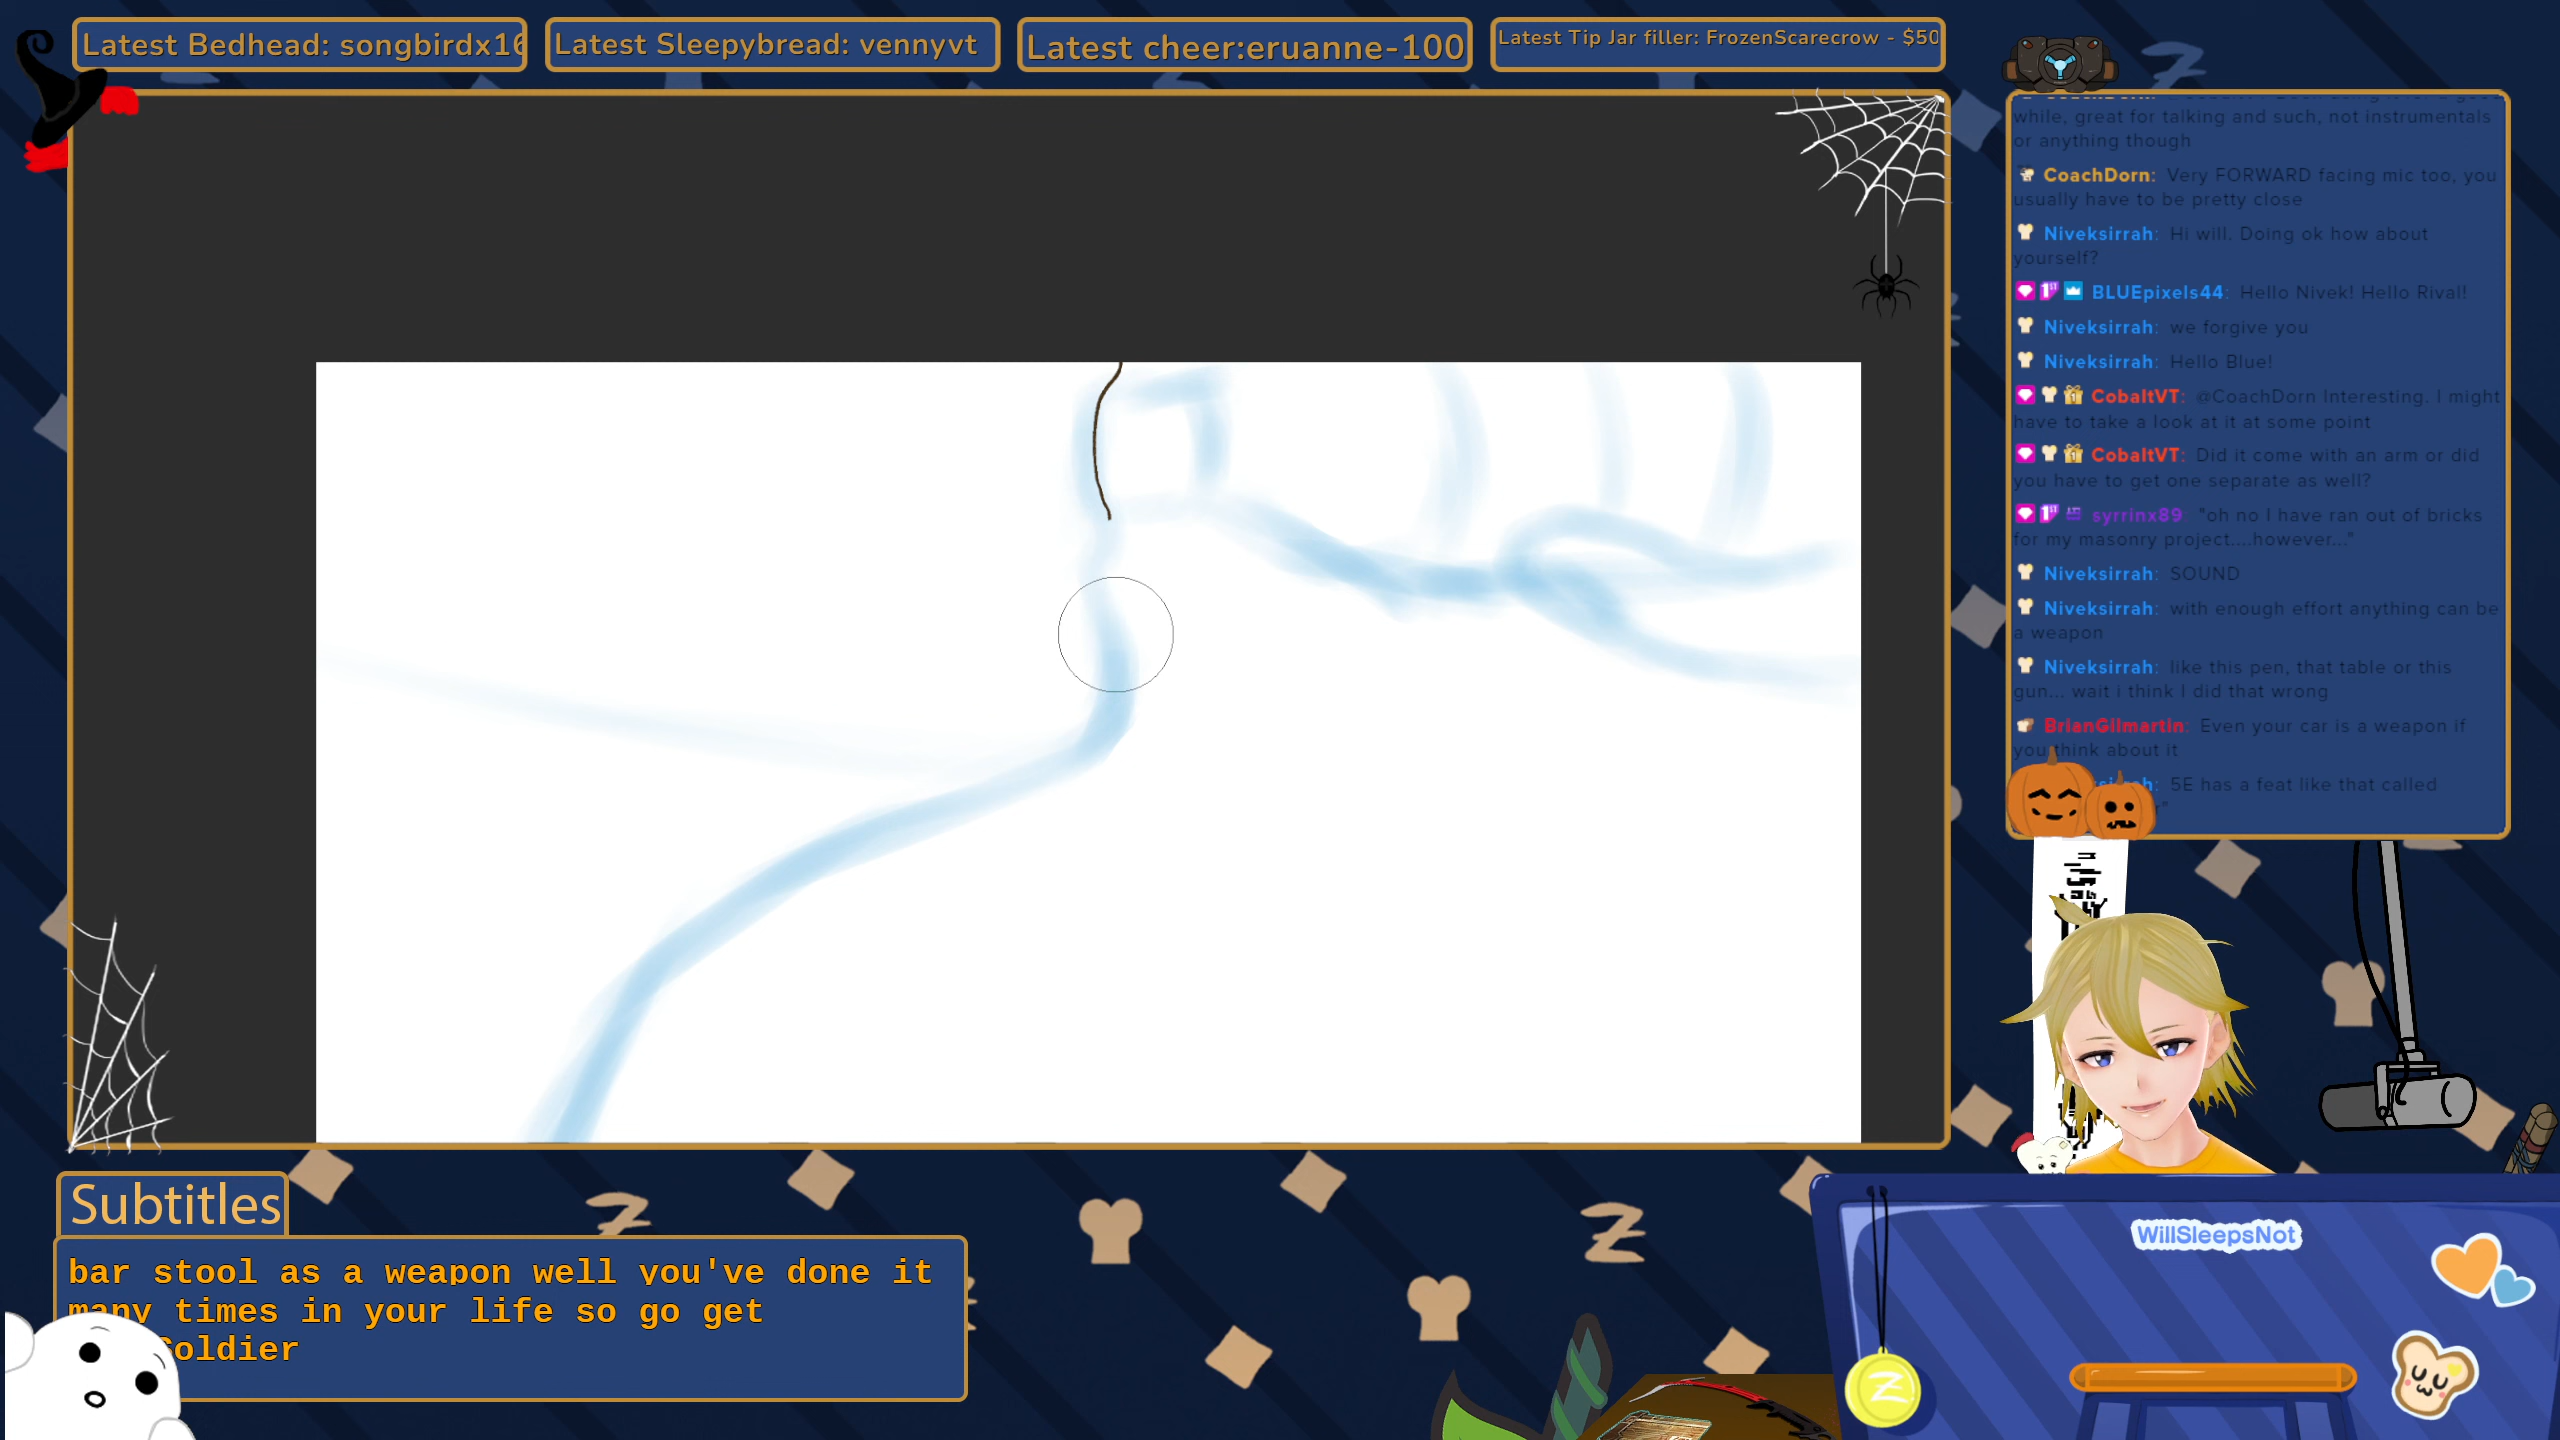 Latest Bedhead: songbirdx16
Latest Sleepybread: vennyvt
Latest cheer:eruanne-100
Latest Tip Jar filler: FrozenScarecrow - $50
while, great for talking and such, not instrumentals
or anything though
CoachDorn: Very FORWARD facing mic too, you
usually have to be pretty close
Niveksirrah: Hi will. Doing ok how about
yourself?
BLUEpixels44: Hello Nivek! Hello Rival!
Niveksirrah: we forgive you
Niveksirrah: Hello Blue!
CobaltVT: @CoachDorn Interesting. I might
have to take a look at it at some point
CobaltVT: Did it come with an arm or did
you have to get one separate as well?
syrrinx89: "oh no I have ran out of bricks
for my masonry project....however..."
Niveksirrah: SOUND
Niveksirrah: with enough effort anything can be
a weapon
Niveksirrah: like this pen, that table or this
gun... wait i think I did that wrong
BrianGilmartin: Even your car is a weapon if
you think about it
5E has a feat like that called
Subtitles
bar stool as a weapon well you've done it
many times in your life so go get
Soldier
WillSleepsNot
Z